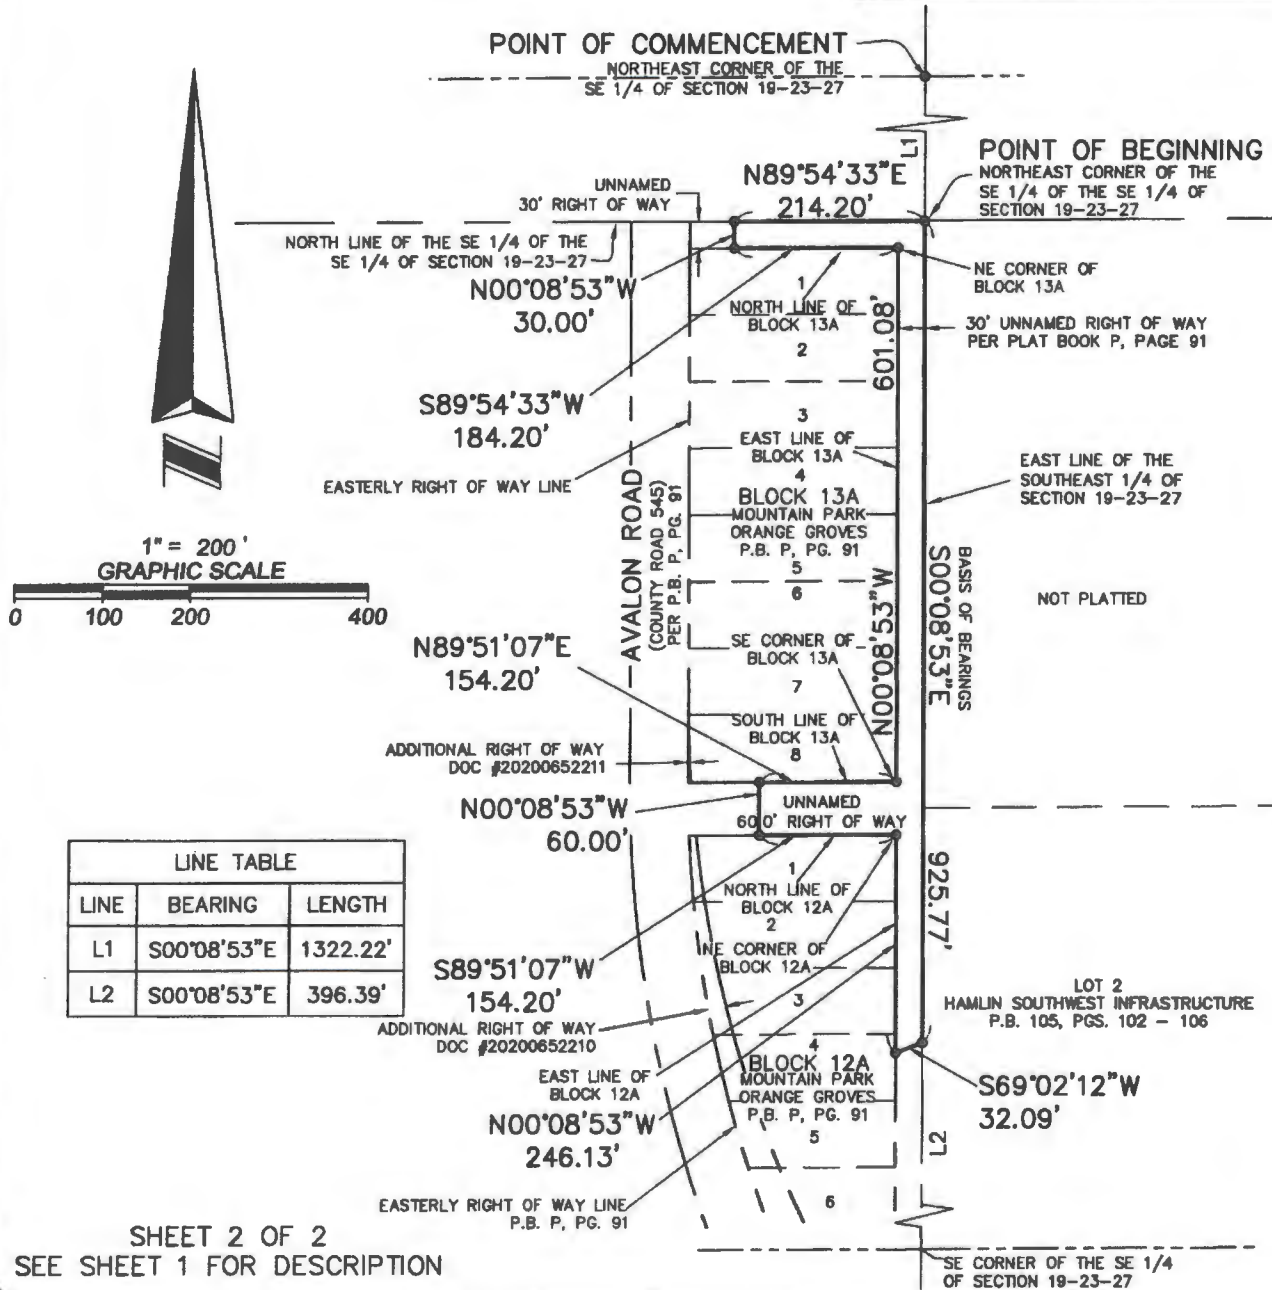 POINT OF COMMENCEMENT
NORTHEAST CORNER OF THE
SE 1/4 OF SECTION 19-23-27
L1
POINT OF BEGINNING
NORTHEAST CORNER OF THE
SE 1/4 OF THE SE 1/4 OF
SECTION 19-23-27
N89°54'33"E
214.20'
UNNAMED
30' RIGHT OF WAY
NORTH LINE OF THE SE 1/4 OF THE
SE 1/4 OF SECTION 19-23-27
N00°08'53"W
30.00'
NE CORNER OF
BLOCK 13A
1
NORTH LINE OF
BLOCK 13A
2
601.08'
30' UNNAMED RIGHT OF WAY
PER PLAT BOOK P, PAGE 91
S89°54'33"W
184.20'
3
EAST LINE OF
BLOCK 13A
4
EASTERLY RIGHT OF WAY LINE
BLOCK 13A
MOUNTAIN PARK
ORANGE GROVES
P.B. P, PG. 91
5
6
EAST LINE OF THE
SOUTHEAST 1/4 OF
SECTION 19-23-27
1" = 200'
GRAPHIC SCALE
0 100 200 400
AVALON ROAD
(COUNTY ROAD 545)
PER P.B. P, PG. 91
N00°08'53"W
S00°08'53"E
BASIS OF BEARINGS
NOT PLATTED
N89°51'07"E
154.20'
SE CORNER OF
BLOCK 13A
7
SOUTH LINE OF
BLOCK 13A
8
ADDITIONAL RIGHT OF WAY
DOC #20200652211
N00°08'53"W
60.00'
UNNAMED
60.0' RIGHT OF WAY
LINE TABLE
LINE BEARING LENGTH
L1 S00°08'53"E 1322.22'
L2 S00°08'53"E 396.39'
1
NORTH LINE OF
BLOCK 12A
2
NE CORNER OF
BLOCK 12A
3
925.77'
S89°51'07"W
154.20'
ADDITIONAL RIGHT OF WAY
DOC #20200652210
LOT 2
HAMLIN SOUTHWEST INFRASTRUCTURE
P.B. 105, PGS. 102 - 106
EAST LINE OF
BLOCK 12A
4
BLOCK 12A
MOUNTAIN PARK
ORANGE GROVES
P.B. P, PG. 91
5
S69°02'12"W
32.09'
N00°08'53"W
246.13'
L2
EASTERLY RIGHT OF WAY LINE
P.B. P, PG. 91
6
SHEET 2 OF 2
SEE SHEET 1 FOR DESCRIPTION
SE CORNER OF THE SE 1/4
OF SECTION 19-23-27